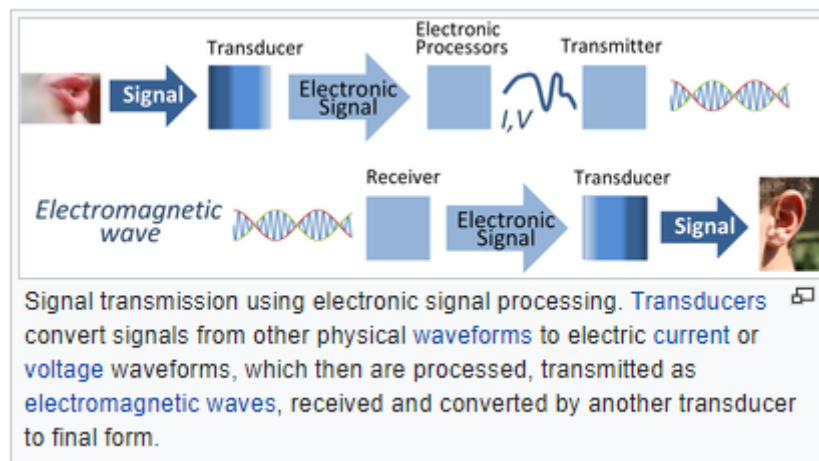 Transducer
Electronic
Processors
Transmitter
Signal
Electronic
Signal
I,V
Receiver
Transducer
Electromagnetic
wave
Electronic
Signal
Signal
Signal transmission using electronic signal processing. Transducers
convert signals from other physical waveforms to electric current or
voltage waveforms, which then are processed, transmitted as
electromagnetic waves, received and converted by another transducer
to final form.